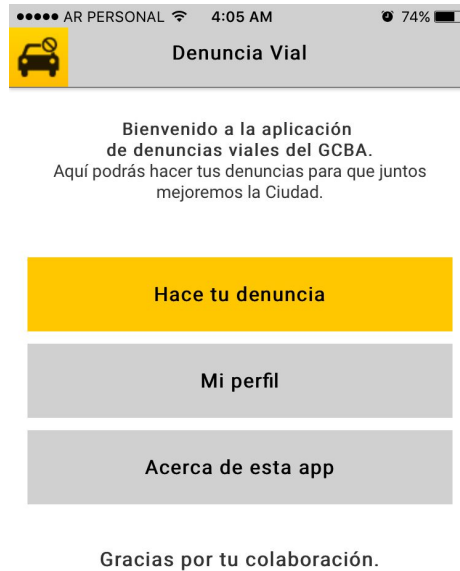 AR PERSONAL 4:05 AM 74%
Denuncia Vial
Bienvenido a la aplicación
de denuncias viales del GCBA.
Aquí podrás hacer tus denuncias para que juntos
mejoremos la Ciudad.
Hace tu denuncia
Mi perfil
Acerca de esta app
Gracias por tu colaboración.